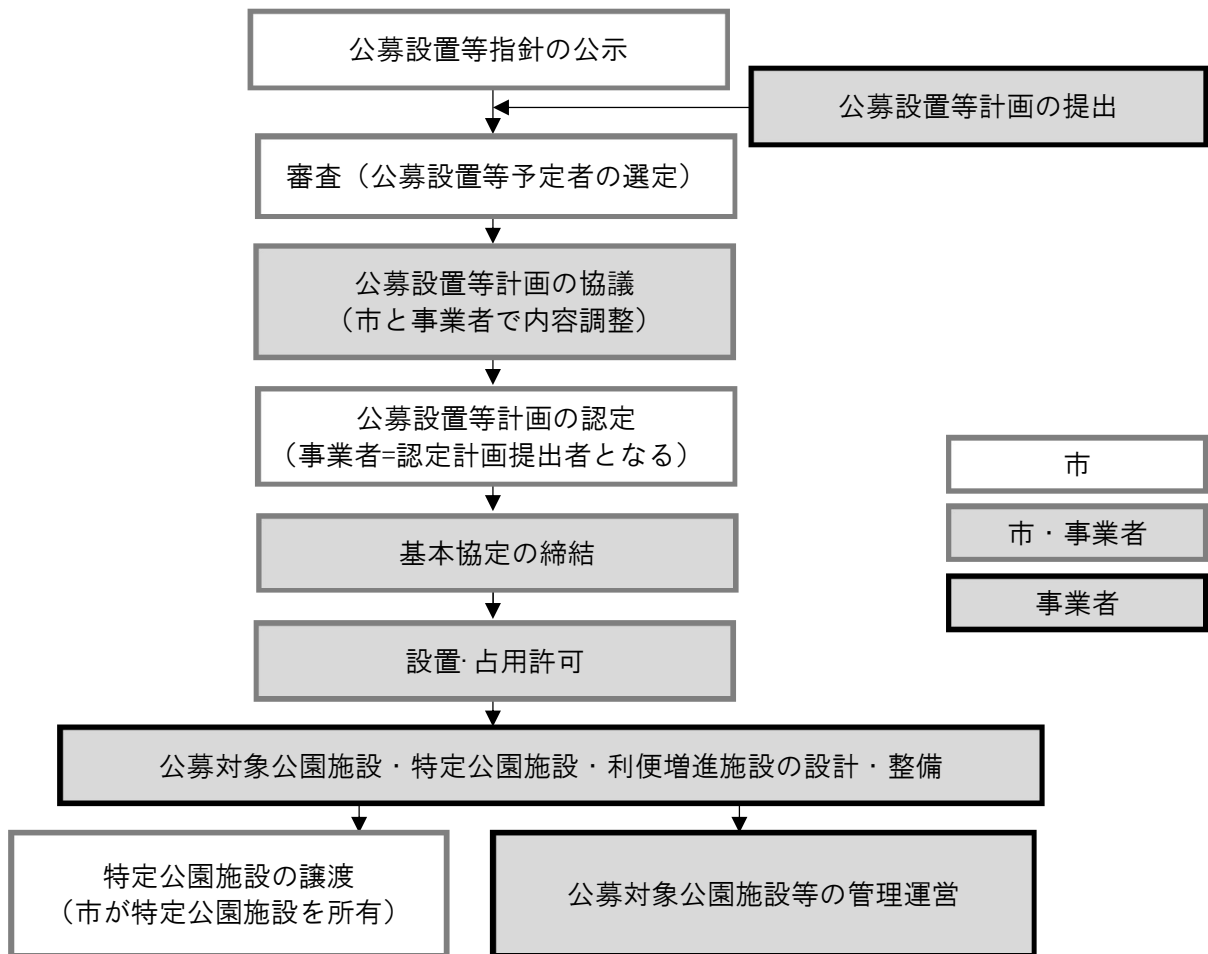 公募設置等指針の公示
公募設置等計画の提出
審査（公募設置等予定者の選定）
公募設置等計画の協議
（市と事業者で内容調整）
公募設置等計画の認定
（事業者=認定計画提出者となる）
市
市・事業者
基本協定の締結
事業者
設置･占用許可
公募対象公園施設・特定公園施設・利便増進施設の設計・整備
特定公園施設の譲渡
（市が特定公園施設を所有）
公募対象公園施設等の管理運営